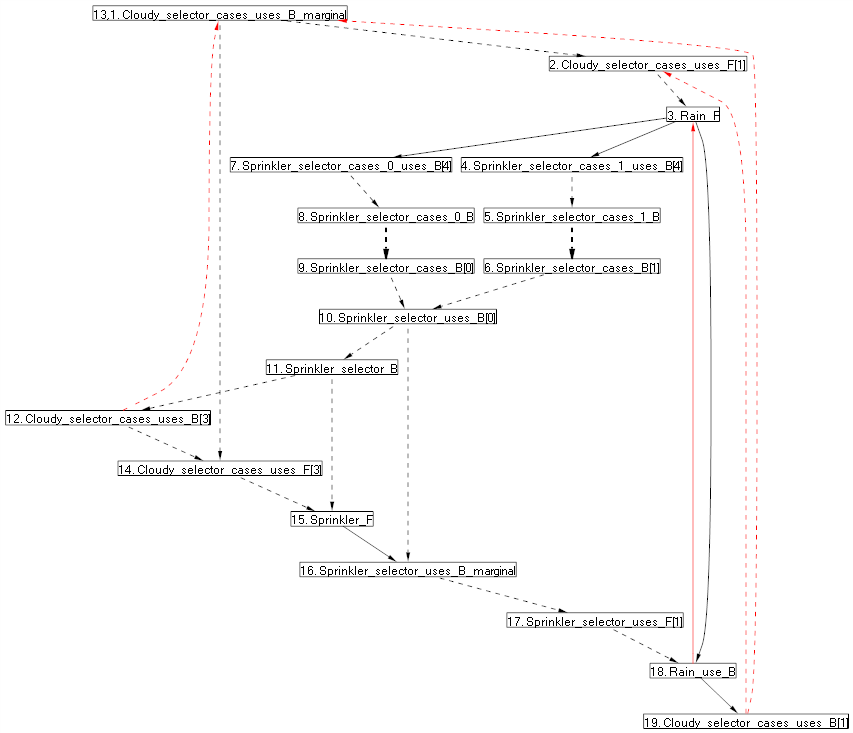 13,1. Cloudy_selector_cases_uses_B_marginal
2. Cloudy_selector_cases_uses_F[1]
3. Rain_F
7. Sprinkler_selector_cases_0_uses_B[4]
4. Sprinkler_selector_cases_1_uses_B[4]
8. Sprinkler_selector_cases_0_B
5. Sprinkler_selector_cases_1_B
9. Sprinkler_selector_cases_B[0]
6. Sprinkler_selector_cases_B[1]
10. Sprinkler_selector_uses_B[0]
11. Sprinkler_selector_B
12. Cloudy_selector_cases_uses_B[3]
14. Cloudy_selector_cases_uses_F[3]
15. Sprinkler_F
16. Sprinkler_selector_uses_B_marginal
17. Sprinkler_selector_uses_F[1]
18. Rain_use_B
19. Cloudy_selector_cases_uses_B[1]